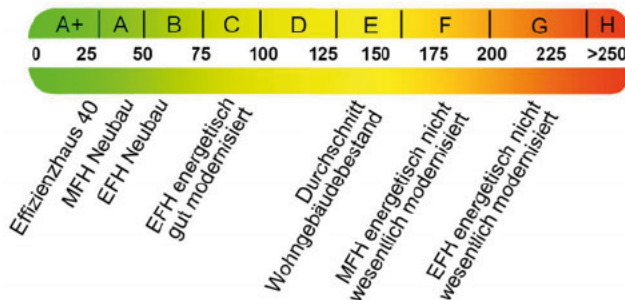 A+ A B C D E F G H
0 25 50 75 100 125 150 175 200 225 >250
Effizienzhaus 40
MFH Neubau
EFH Neubau
EFH energetisch
gut modernisiert
Durchschnitt
Wohngebäudebestand
MFH energetisch nicht
wesentlich modernisiert
EFH energetisch nicht
wesentlich modernisiert